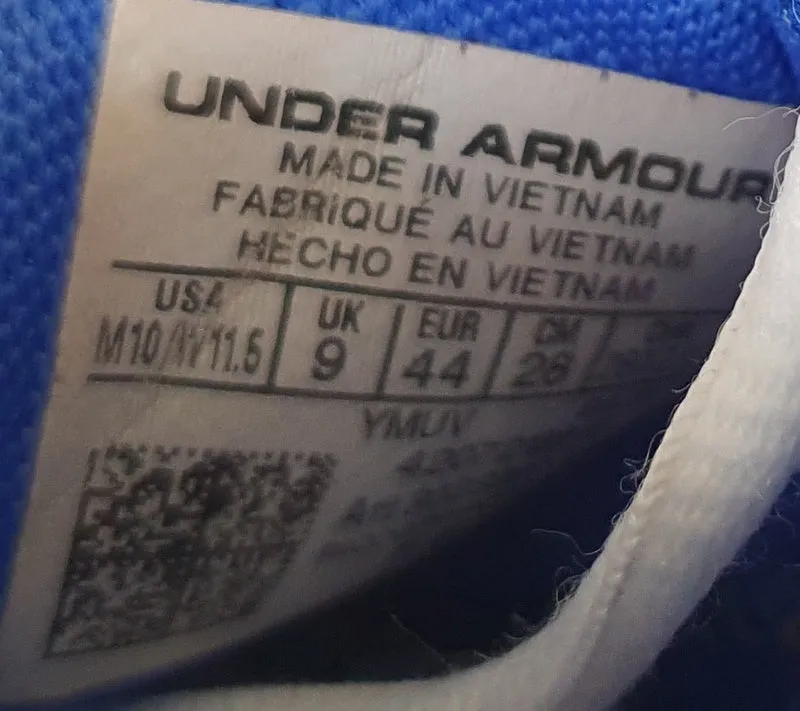 UNDER ARMOUR
MADE IN VIETNAM
FABRIQUÉ AU VIETNAM
HECHO EN VIETNAM
USA UK EUR CM
M10/W11.5 9 44 28
YMUV